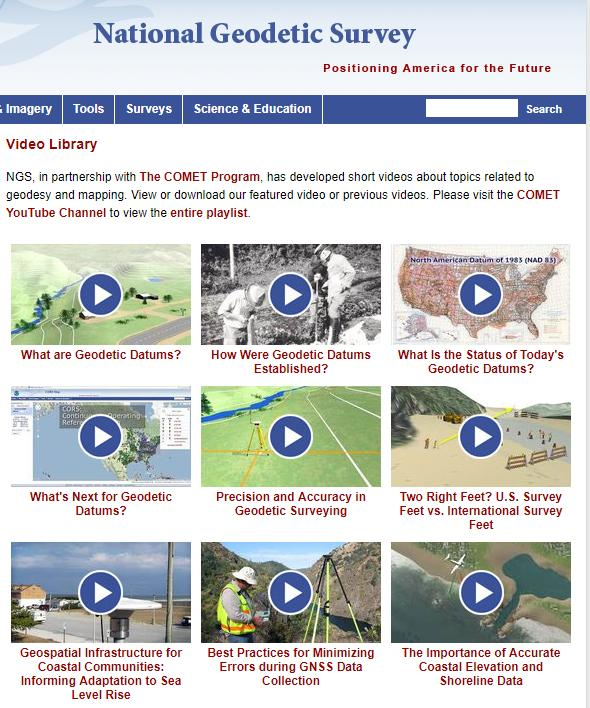 National Geodetic Survey
Positioning America for the Future
& Imagery Tools Surveys Science & Education Search
Video Library
NGS, in partnership with The COMET Program, has developed short videos about topics related to
geodesy and mapping. View or download our featured video or previous videos. Please visit the COMET
YouTube Channel to view the entire playlist.
North American Datum of 1983 (NAD 83)
What are Geodetic Datums?
How Were Geodetic Datums
Established?
What Is the Status of Today's
Geodetic Datums?
CORS:
What's Next for Geodetic
Datums?
Precision and Accuracy in
Geodetic Surveying
Two Right Feet? U.S. Survey
Feet vs. International Survey
Feet
Geospatial Infrastructure for
Coastal Communities:
Informing Adaptation to Sea
Level Rise
Best Practices for Minimizing
Errors during GNSS Data
Collection
The Importance of Accurate
Coastal Elevation and
Shoreline Data